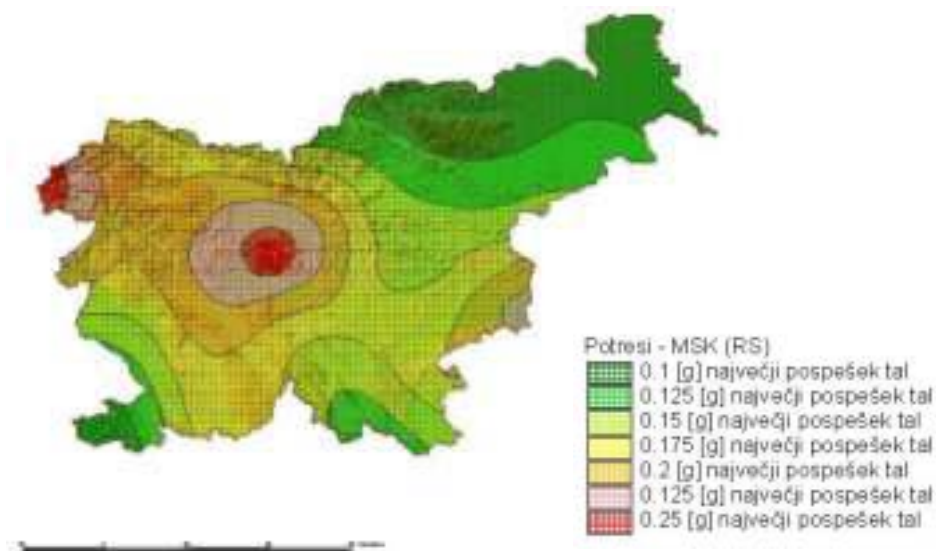 Potresi - MSK (RS)
0.1 [g] največji pospešek tal
0.125 [g] največji pospešek tal
0.15 [g] največji pospešek tal
0.175 [g] največji pospešek tal
0.2 [g] največji pospešek tal
0.125 [g] največji pospešek tal
0.25 [g] največji pospešek tal